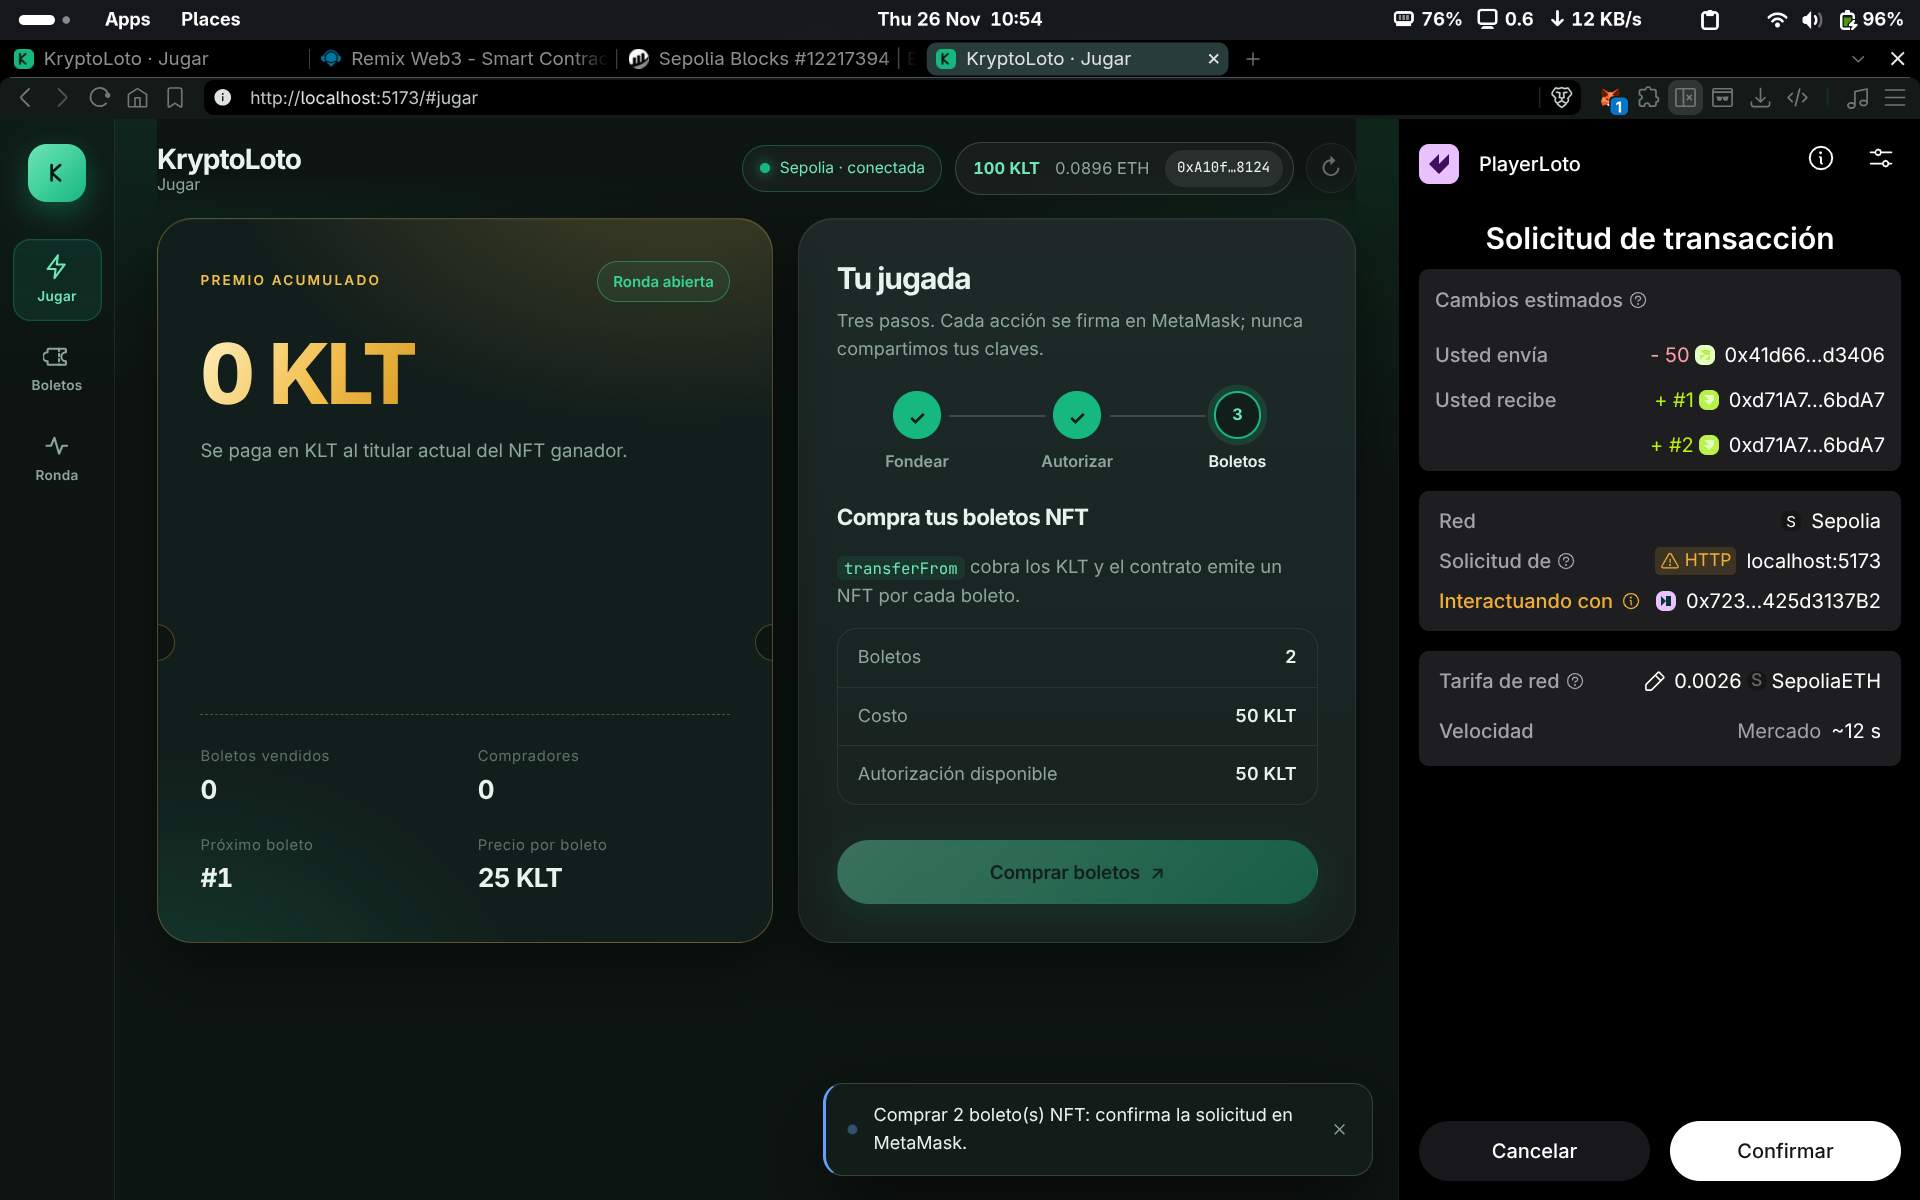 Apps Places
Thu 26 Nov 10:54
76% 0.6 12 KB/s 96%
KryptoLoto · Jugar
Remix Web3 - Smart Contrac
Sepolia Blocks #12217394
KryptoLoto · Jugar
http://localhost:5173/#jugar
1
K
Jugar
Boletos
Ronda
KryptoLoto
Jugar
Sepolia · conectada
100 KLT 0.0896 ETH 0xA10f…8124
PREMIO ACUMULADO
Ronda abierta
0 KLT
Se paga en KLT al titular actual del NFT ganador.
Boletos vendidos
0
Compradores
0
Próximo boleto
#1
Precio por boleto
25 KLT
Tu jugada
Tres pasos. Cada acción se firma en MetaMask; nunca
compartimos tus claves.
3
Fondear
Autorizar
Boletos
Compra tus boletos NFT
transferFrom cobra los KLT y el contrato emite un
NFT por cada boleto.
Boletos 2
Costo 50 KLT
Autorización disponible 50 KLT
Comprar boletos
Comprar 2 boleto(s) NFT: confirma la solicitud en
MetaMask.
PlayerLoto
Solicitud de transacción
Cambios estimados
Usted envía - 50 0x41d66...d3406
Usted recibe + #1 0xd71A7...6bdA7
+ #2 0xd71A7...6bdA7
Red S Sepolia
Solicitud de HTTP localhost:5173
Interactuando con 0x723...425d3137B2
Tarifa de red 0.0026 S SepoliaETH
Velocidad Mercado ~12 s
Cancelar
Confirmar